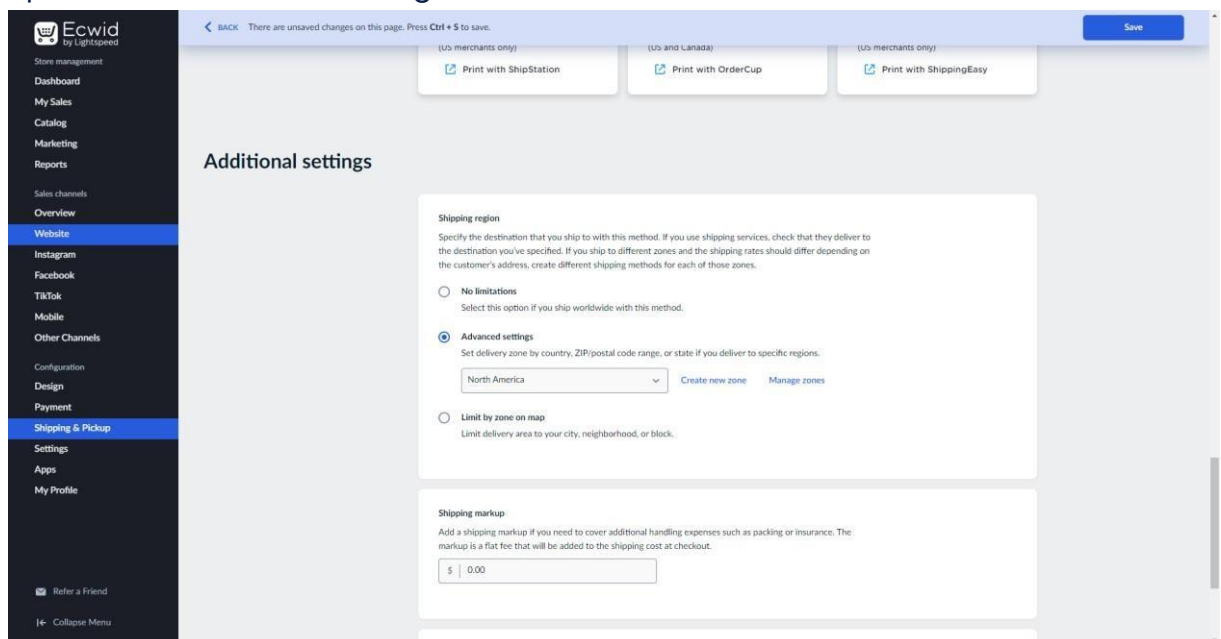 Ecwid
by Lightspeed
Store management
Dashboard
My Sales
Catalog
Marketing
Reports
Sales channels
Overview
Website
Instagram
Facebook
TikTok
Mobile
Other Channels
Configuration
Design
Payment
Shipping & Pickup
Settings
Apps
My Profile
Refer a Friend
Collapse Menu
BACK There are unsaved changes on this page. Press Ctrl + S to save.
Save
(US merchants only)
Print with ShipStation
(US and Canada)
Print with OrderCup
(US merchants only)
Print with ShippingEasy
Additional settings
Shipping region
Specify the destination that you ship to with this method. If you use shipping services, check that they deliver to
the destination you've specified. If you ship to different zones and the shipping rates should differ depending on
the customer's address, create different shipping methods for each of those zones.
No limitations
Select this option if you ship worldwide with this method.
Advanced settings
Set delivery zone by country, ZIP/postal code range, or state if you deliver to specific regions.
North America
Create new zone
Manage zones
Limit by zone on map
Limit delivery area to your city, neighborhood, or block.
Shipping markup
Add a shipping markup if you need to cover additional handling expenses such as packing or insurance. The
markup is a flat fee that will be added to the shipping cost at checkout.
$ 0.00